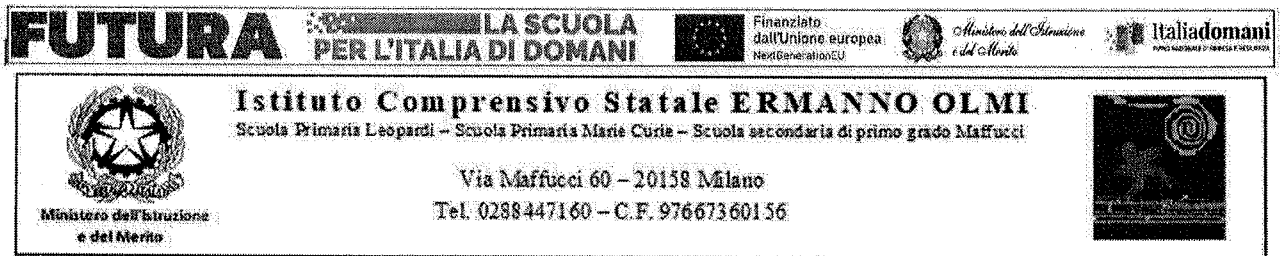 FUTURA
LA SCUOLA
PER L'ITALIA DI DOMANI
Finanziato
dall'Unione europea
NextGenerationEU
Ministero dell'Istruzione
e del Merito
Italiadomani
Istituto Comprensivo Statale ERMANNO OLMI
Scuola Primaria Leopardi – Scuola Primaria Marie Curie – Scuola secondaria di primo grado Maffucci
Via Maffucci 60 – 20158 Milano
Tel. 0288447160 – C.F. 97667360156
Ministero dell'Istruzione
e del Merito